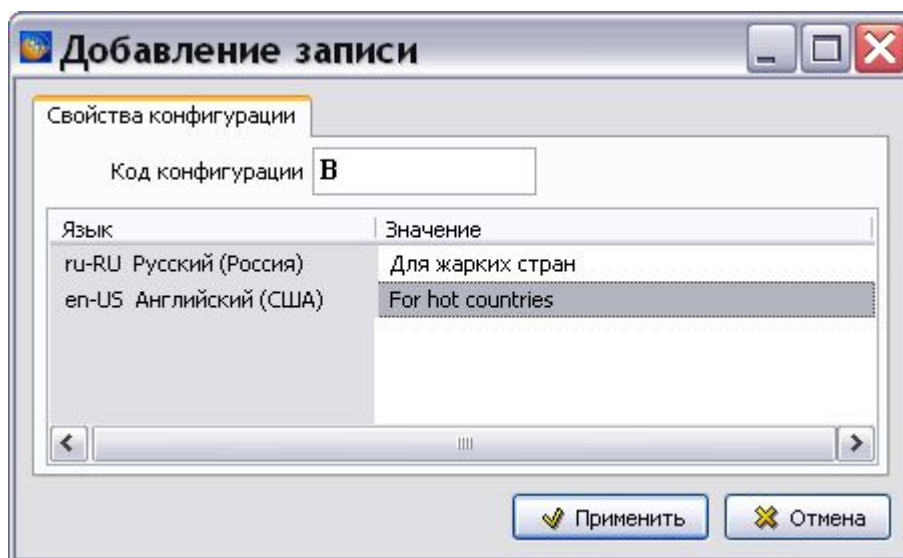 Добавление записи
Свойства конфигурации
Код конфигурации B
Язык Значение
ru-RU Русский (Россия) Для жарких стран
en-US Английский (США) For hot countries
Применить Отмена